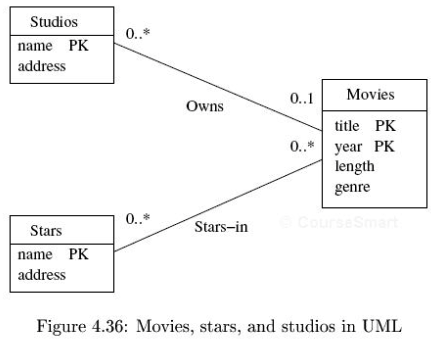 Studios
name PK
address
0..*
Owns
0..1
Movies
title PK
year PK
length
genre
0..*
© CourseSmart
0..*
Stars-in
Stars
name PK
address
Figure 4.36: Movies, stars, and studios in UML